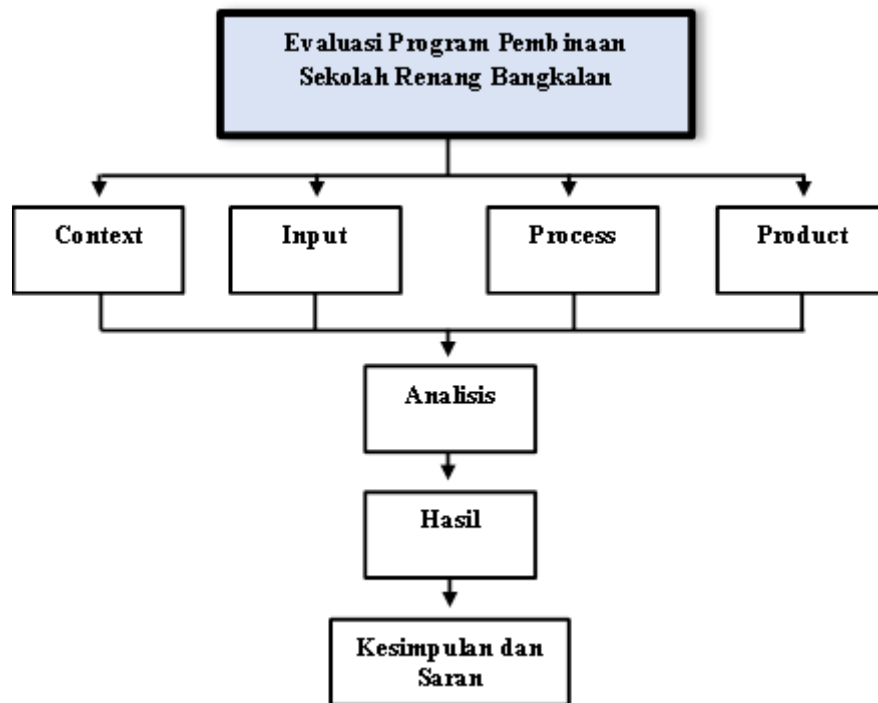 Evaluasi Program Pembinaan
Sekolah Renang Bangkalan
Context
Input
Process
Product
Analisis
Hasil
Kesimpulan dan
Saran